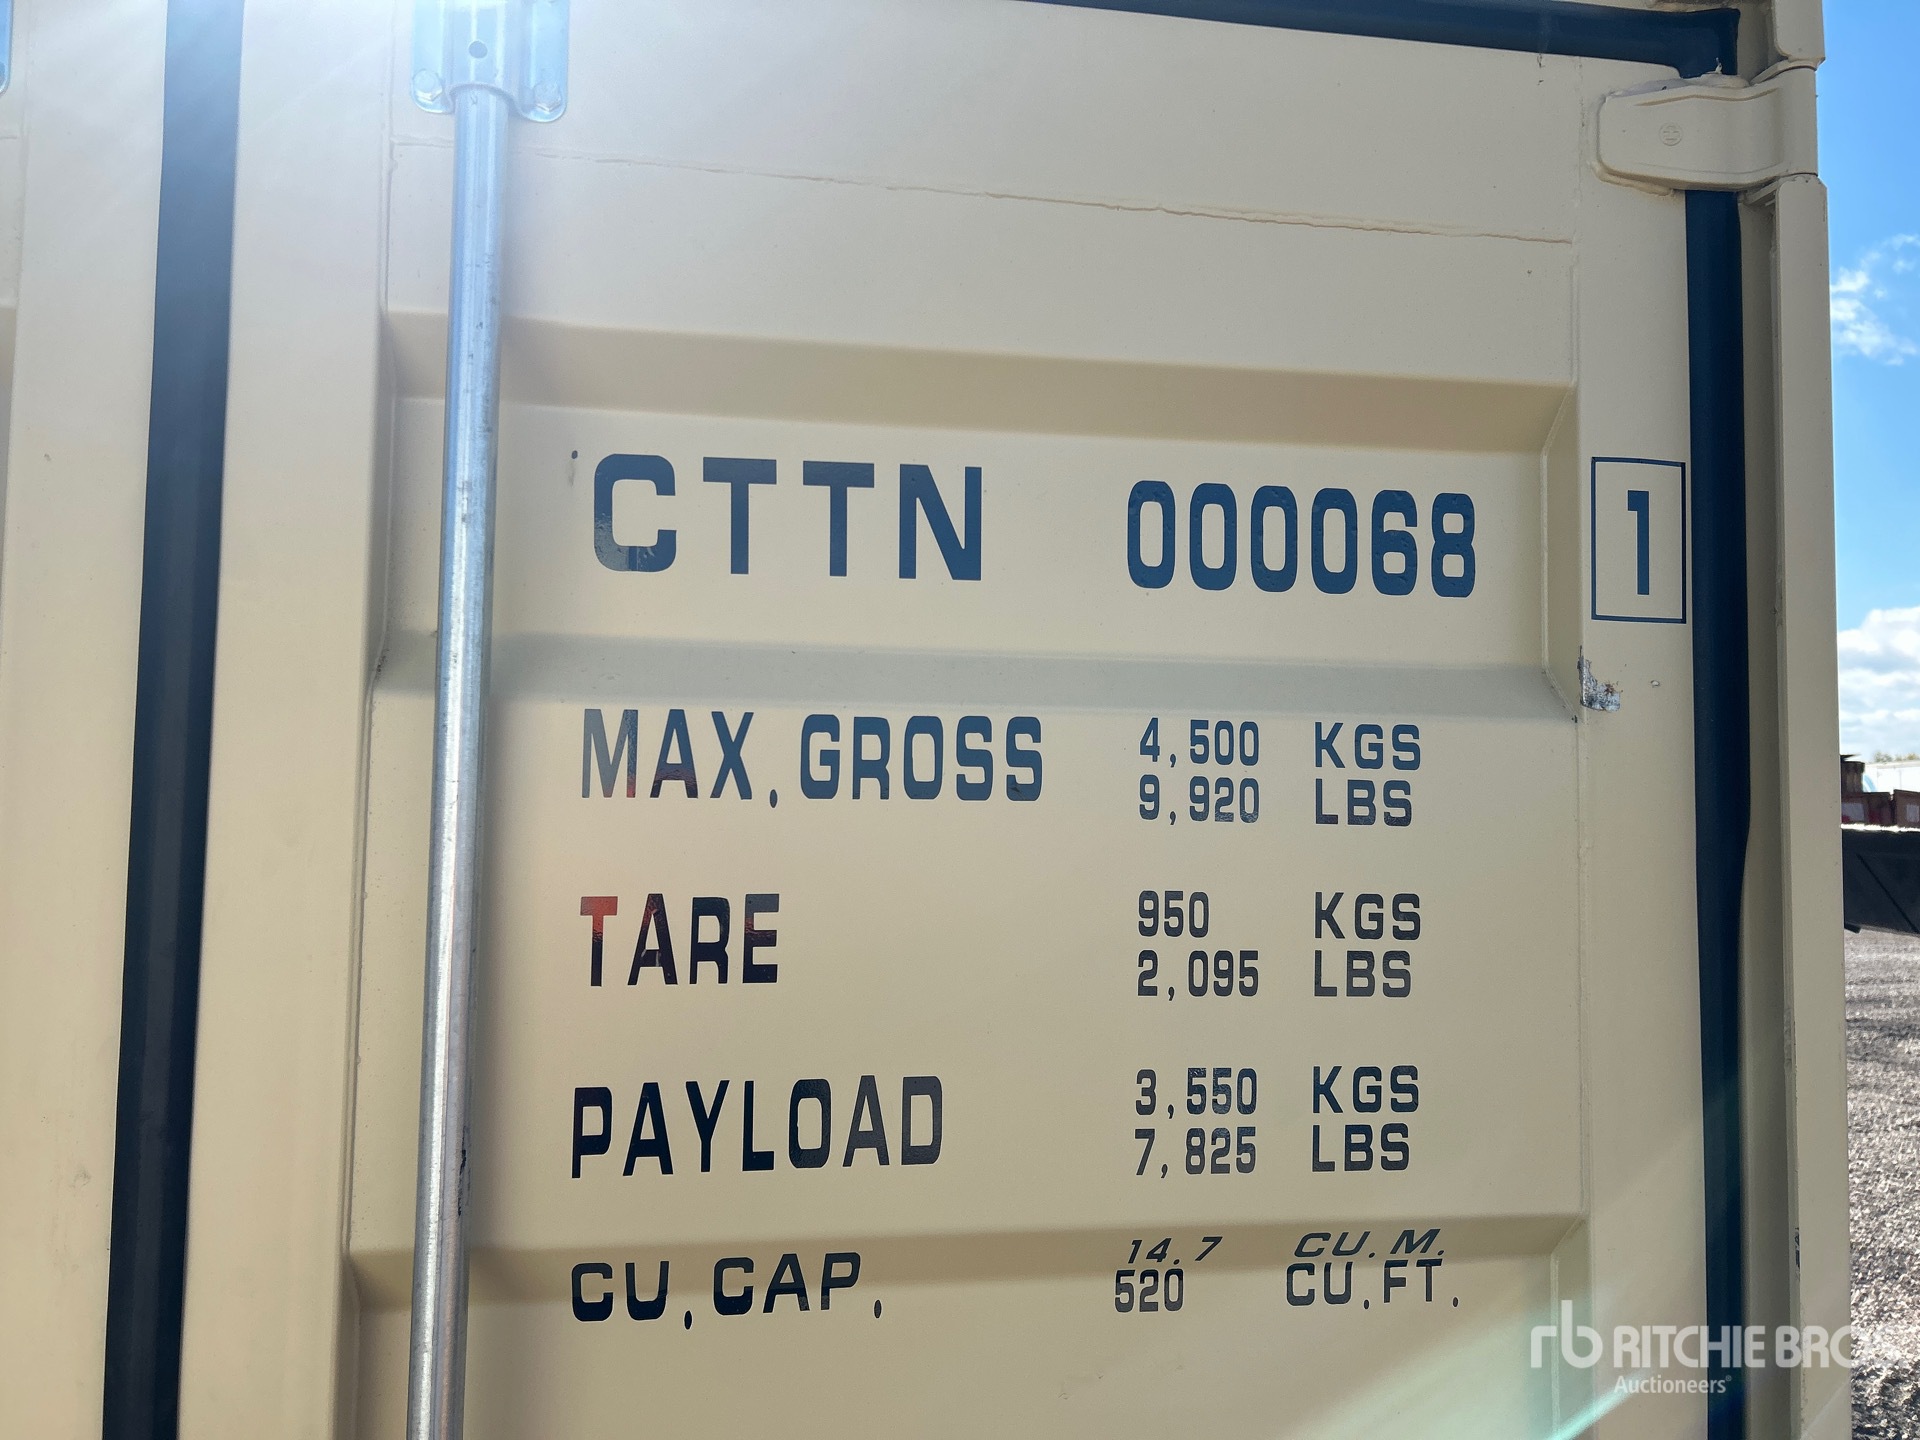 CTTN 000068 1
MAX.GROSS 4,500 KGS
9,920 LBS
TARE 950 KGS
2,095 LBS
PAYLOAD 3,550 KGS
7,825 LBS
CU.CAP. 14.7 CU.M.
520 CU.FT.
rb RITCHIE BROS
Auctioneers